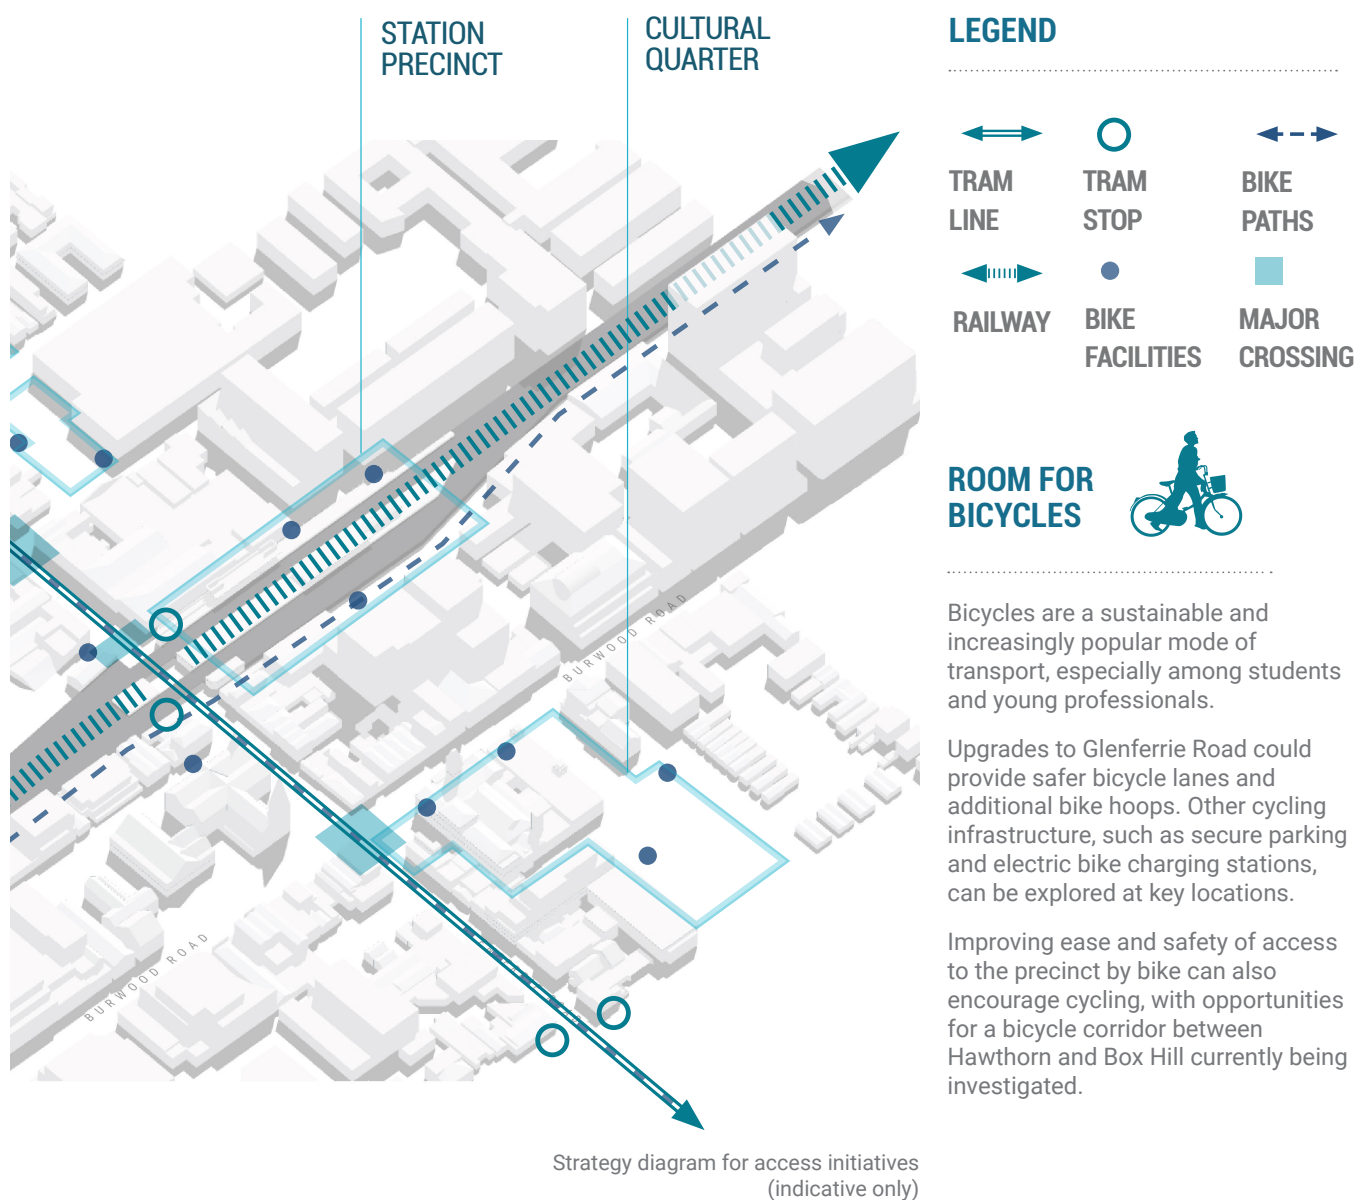 STATION
PRECINCT
CULTURAL
QUARTER
LEGEND
TRAM
LINE
TRAM
STOP
BIKE
PATHS
RAILWAY
BIKE
FACILITIES
MAJOR
CROSSING
ROOM FOR
BICYCLES
Bicycles are a sustainable and
increasingly popular mode of
transport, especially among students
and young professionals.
Upgrades to Glenferrie Road could
provide safer bicycle lanes and
additional bike hoops. Other cycling
infrastructure, such as secure parking
and electric bike charging stations,
can be explored at key locations.
Improving ease and safety of access
to the precinct by bike can also
encourage cycling, with opportunities
for a bicycle corridor between
Hawthorn and Box Hill currently being
investigated.
BURWOOD ROAD
BURWOOD ROAD
Strategy diagram for access initiatives
(indicative only)